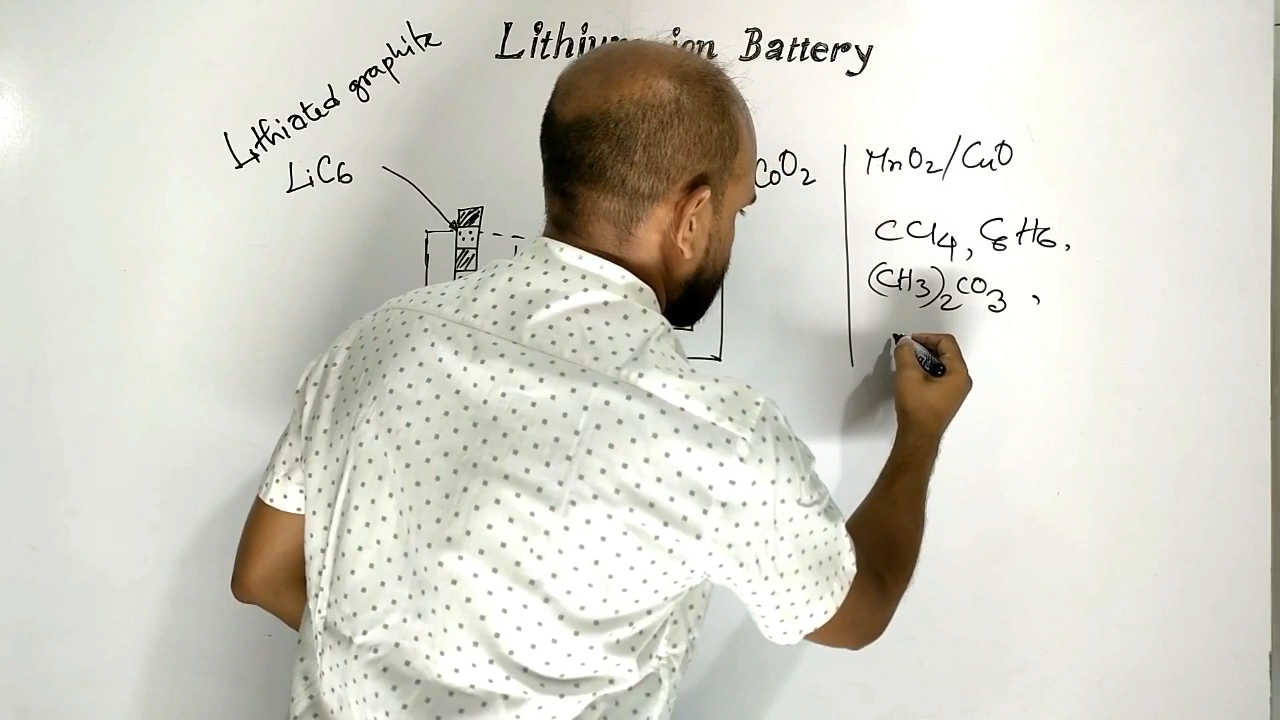 Lithium-ion Battery
Lithiated graphite
LiC6
CoO2
MnO2/CuO
CCl4, C6H6,
(CH3)2CO3,